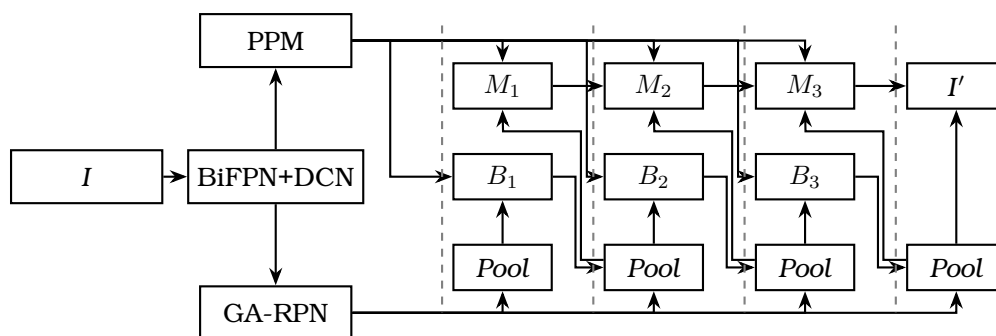 PPM
M₁
M₂
M₃
I′
I
BiFPN+DCN
B₁
B₂
B₃
Pool
Pool
Pool
Pool
GA-RPN